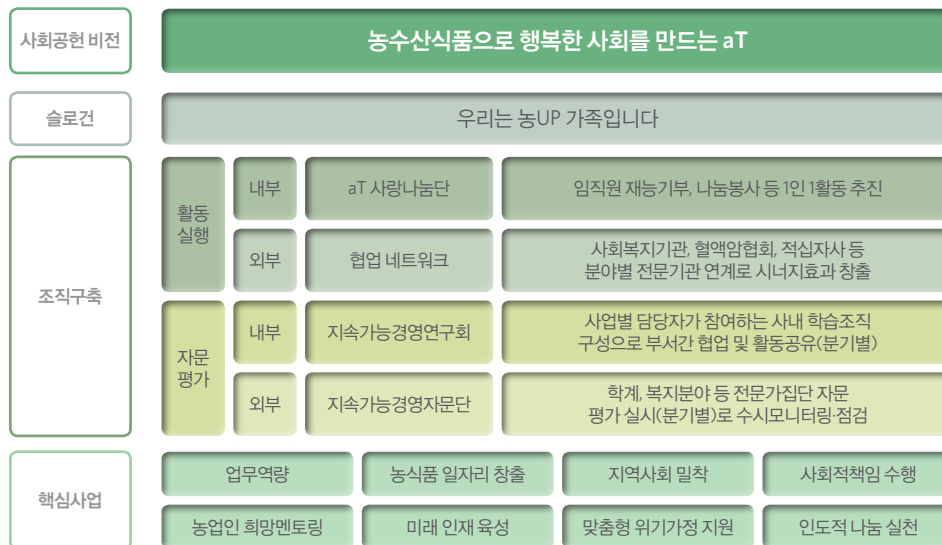 사회공헌 비전
농수산식품으로 행복한 사회를 만드는 aT
슬로건
우리는 농UP 가족입니다
조직구축
활동
실행
내부
aT 사랑나눔단
임직원 재능기부, 나눔봉사 등 1인 1활동 추진
외부
협업 네트워크
사회복지기관, 혈액암협회, 적십자사 등
분야별 전문기관 연계로 시너지효과 창출
자문
평가
내부
지속가능경영연구회
사업별 담당자가 참여하는 사내 학습조직
구성으로 부서간 협업 및 활동공유(분기별)
외부
지속가능경영자문단
학계, 복지분야 등 전문가집단 자문
평가 실시(분기별)로 수시모니터링·점검
핵심사업
업무역량
농식품 일자리 창출
지역사회 밀착
사회적책임 수행
농업인 희망멘토링
미래 인재 육성
맞춤형 위기가정 지원
인도적 나눔 실천